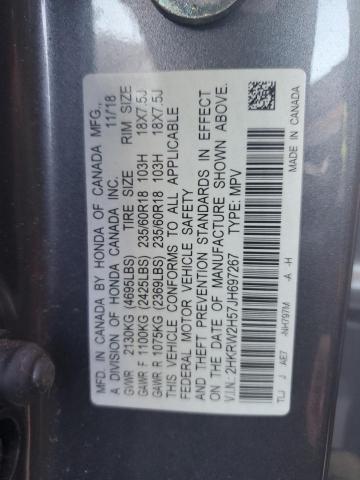 MFD. IN CANADA BY HONDA OF CANADA MFG.,
A DIVISION OF HONDA CANADA INC. 11/18
GVWR 2130KG (4695LBS) TIRE SIZE RIM SIZE
GAWR F 1100KG (2425LBS) 235/60R18 103H 18X7.5J
GAWR R 1075KG (2369LBS) 235/60R18 103H 18X7.5J
THIS VEHICLE CONFORMS TO ALL APPLICABLE
FEDERAL MOTOR VEHICLE SAFETY
AND THEFT PREVENTION STANDARDS IN EFFECT
ON THE DATE OF MANUFACTURE SHOWN ABOVE.
V.I.N.: 2HKRW2H57JH697267 TYPE: MPV
TLJ J AE7 -NH797M -A -H
MADE IN CANADA